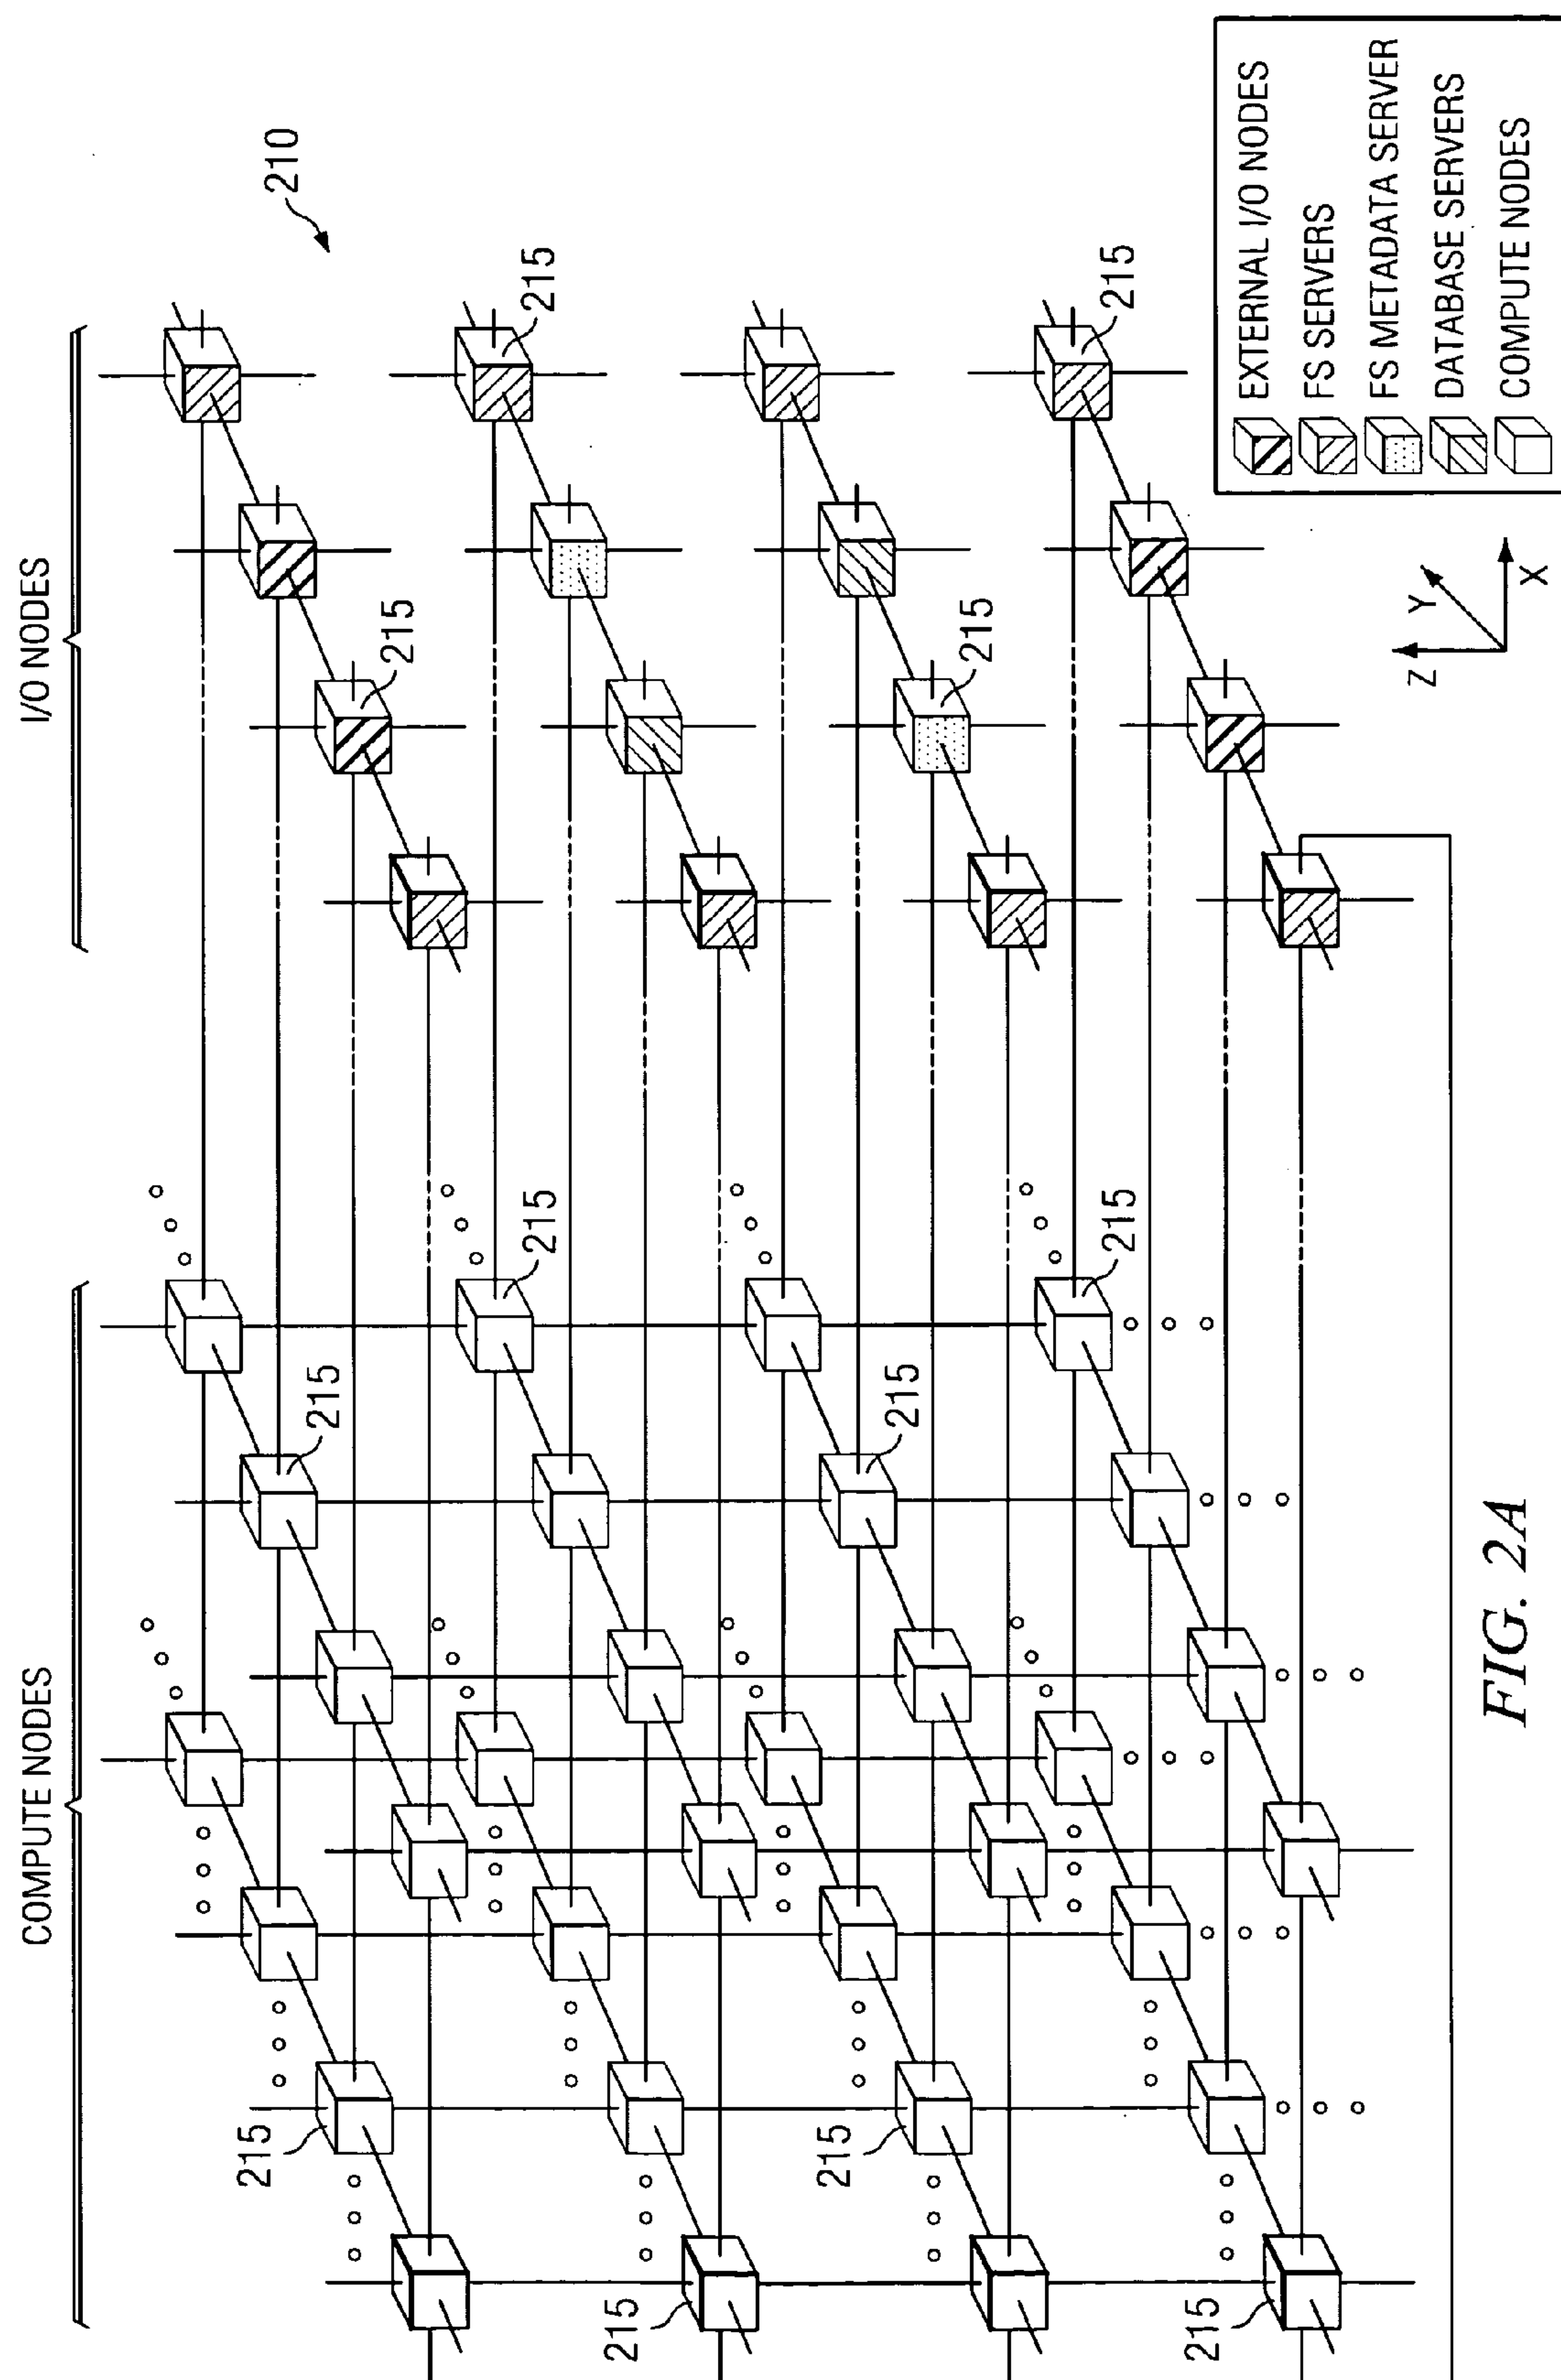 COMPUTE NODES
I/O NODES
215
210
215
215
215
215
215
215
215
215
215
215
215
Z
Y
X
EXTERNAL I/O NODES
FS SERVERS
FS METADATA SERVER
DATABASE SERVERS
COMPUTE NODES
FIG. 2A